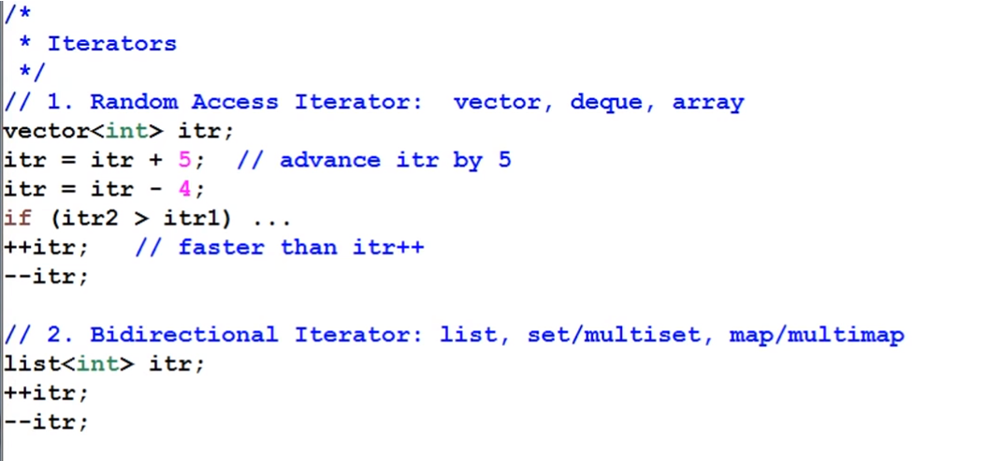 /*
 * Iterators
 */
// 1. Random Access Iterator:  vector, deque, array
vector<int> itr;
itr = itr + 5;  // advance itr by 5
itr = itr - 4;
if (itr2 > itr1) ...
++itr;   // faster than itr++
--itr;

// 2. Bidirectional Iterator: list, set/multiset, map/multimap
list<int> itr;
++itr;
--itr;